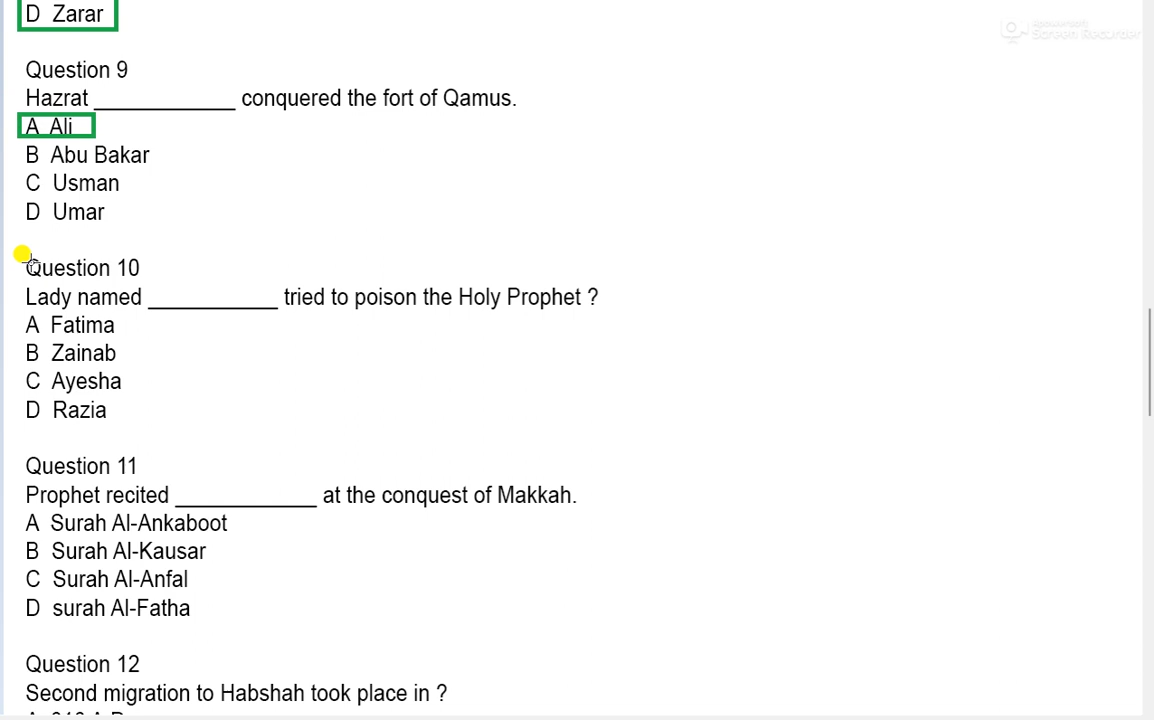 D Zarar
Apowersoft
Screen Recorder
Question 9
Hazrat ____________ conquered the fort of Qamus.
A Ali
B Abu Bakar
C Usman
D Umar
Question 10
Lady named ___________ tried to poison the Holy Prophet ?
A Fatima
B Zainab
C Ayesha
D Razia
Question 11
Prophet recited ____________ at the conquest of Makkah.
A Surah Al-Ankaboot
B Surah Al-Kausar
C Surah Al-Anfal
D surah Al-Fatha
Question 12
Second migration to Habshah took place in ?